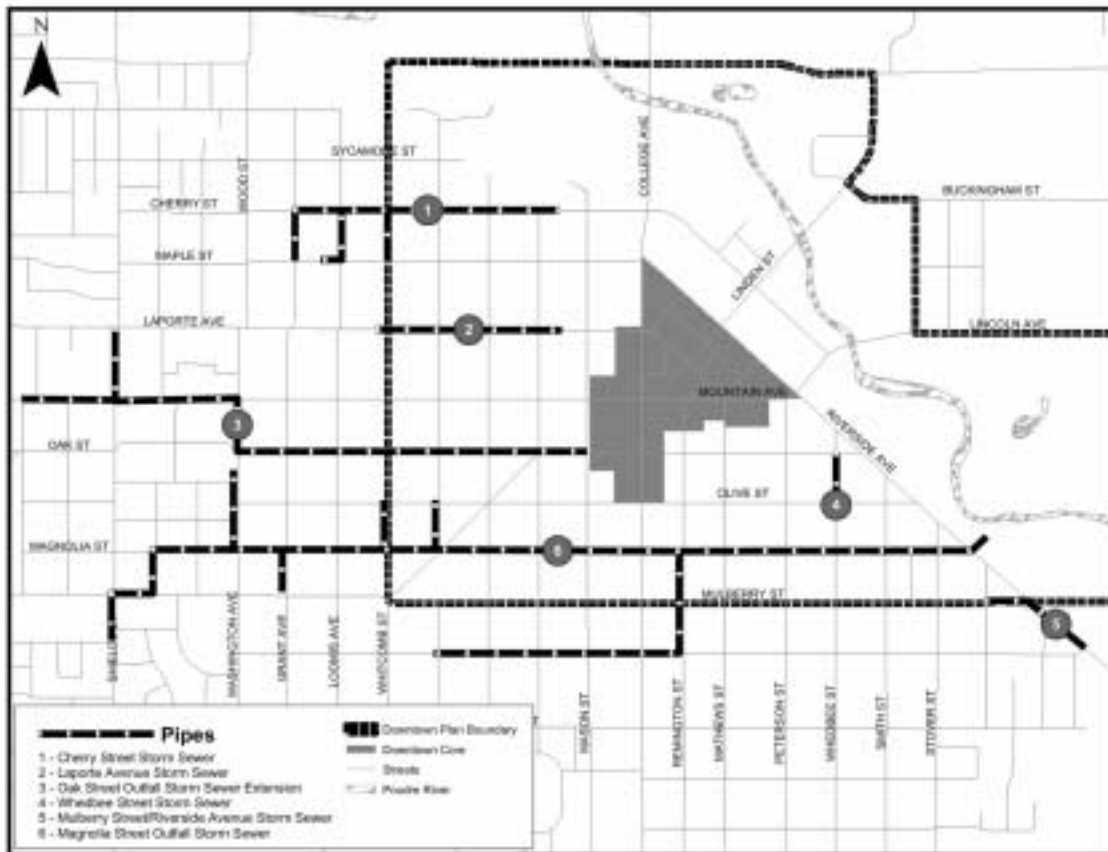 N
SYCAMORE ST
COLLEGE AVE
WOOD ST
BUCKINGHAM ST
CHERRY ST
1
MAPLE ST
LINDEN ST
LAPORTE AVE
2
LINCOLN AVE
MOUNTAIN AVE
3
OAK ST
RIVERSIDE AVE
OLIVE ST
4
MAGNOLIA ST
6
MULBERRY ST
5
WASHINGTON AVE
GRANT AVE
LOOMIS AVE
WHITCOMB ST
MASON ST
REMINGTON ST
MATHEWS ST
PETERSON ST
WHEDBEE ST
SMITH ST
STOVER ST
Pipes
1 - Cherry Street Storm Sewer
2 - Laporte Avenue Storm Sewer
3 - Oak Street Outfall Storm Sewer Extension
4 - Whedbee Street Storm Sewer
5 - Mulberry Street/Riverside Avenue Storm Sewer
6 - Magnolia Street Outfall Storm Sewer
Downtown Plan Boundary
Downtown Core
Streets
Poudre River